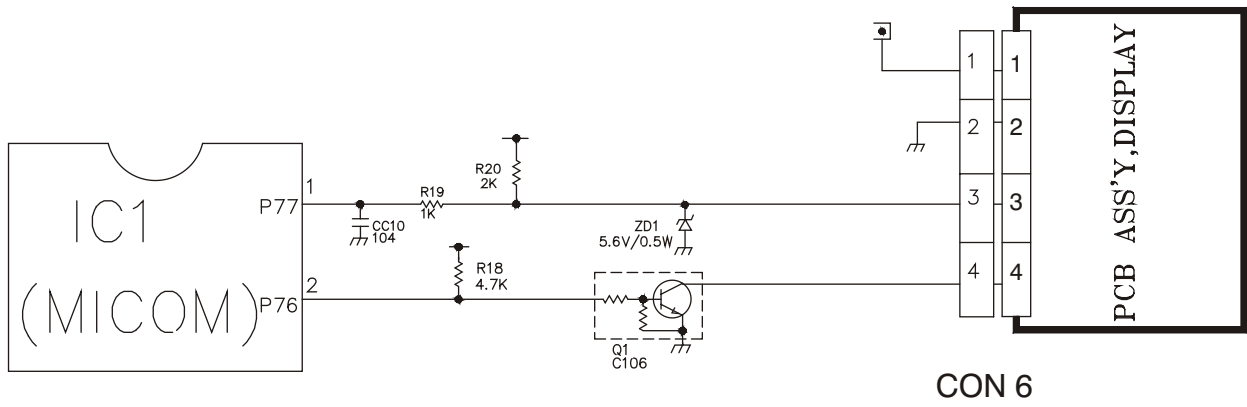 1
1
2
2
3
3
4
4
PCB ASS'Y,DISPLAY
CON 6
IC1
(MICOM)
P77
1
P76
2
CC10
104
R19
1K
R20
2K
R18
4.7K
ZD1
5.6V/0.5W
Q1
C106